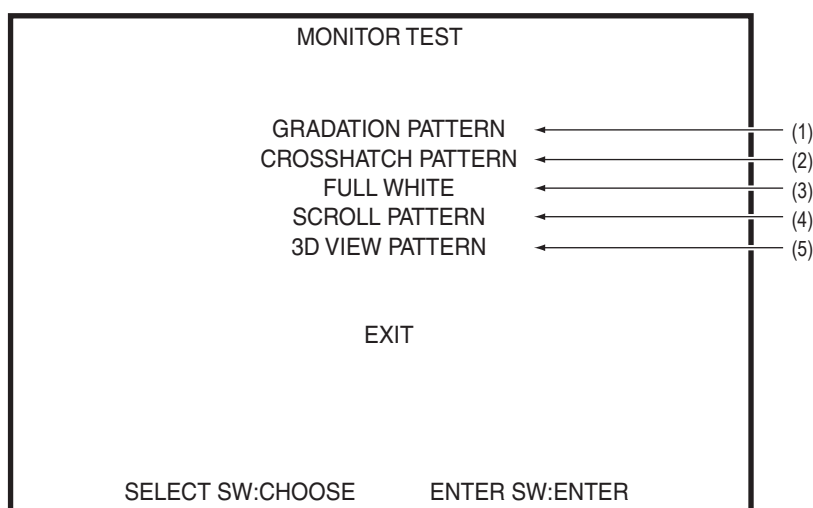 MONITOR TEST
GRADATION PATTERN (1)
CROSSHATCH PATTERN (2)
FULL WHITE (3)
SCROLL PATTERN (4)
3D VIEW PATTERN (5)
EXIT
SELECT SW:CHOOSE ENTER SW:ENTER